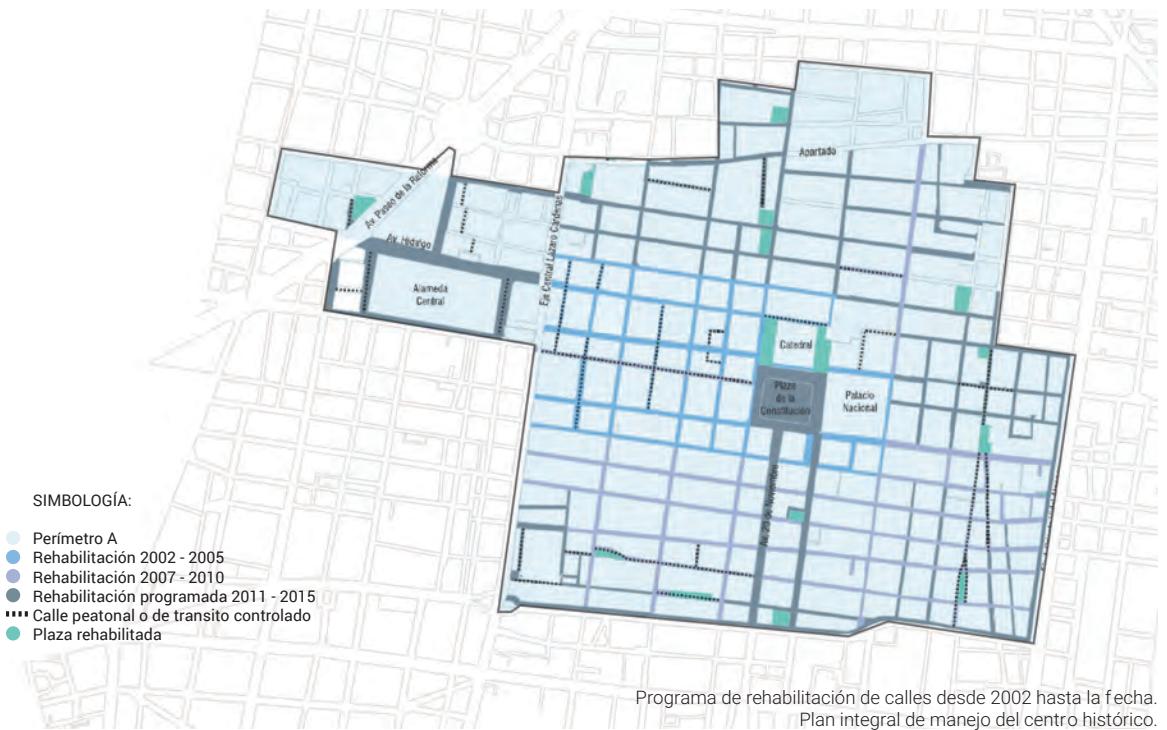 Apartado
Av. Paseo de la Reforma
Av. Hidalgo
Eje Central Lázaro Cárdenas
Alameda
Central
Catedral
Plaza
de la
Constitución
Palacio
Nacional
Av. 20 de Noviembre
SIMBOLOGÍA:
Perímetro A
Rehabilitación 2002 - 2005
Rehabilitación 2007 - 2010
Rehabilitación programada 2011 - 2015
Calle peatonal o de transito controlado
Plaza rehabilitada
Programa de rehabilitación de calles desde 2002 hasta la fecha.
Plan integral de manejo del centro histórico.